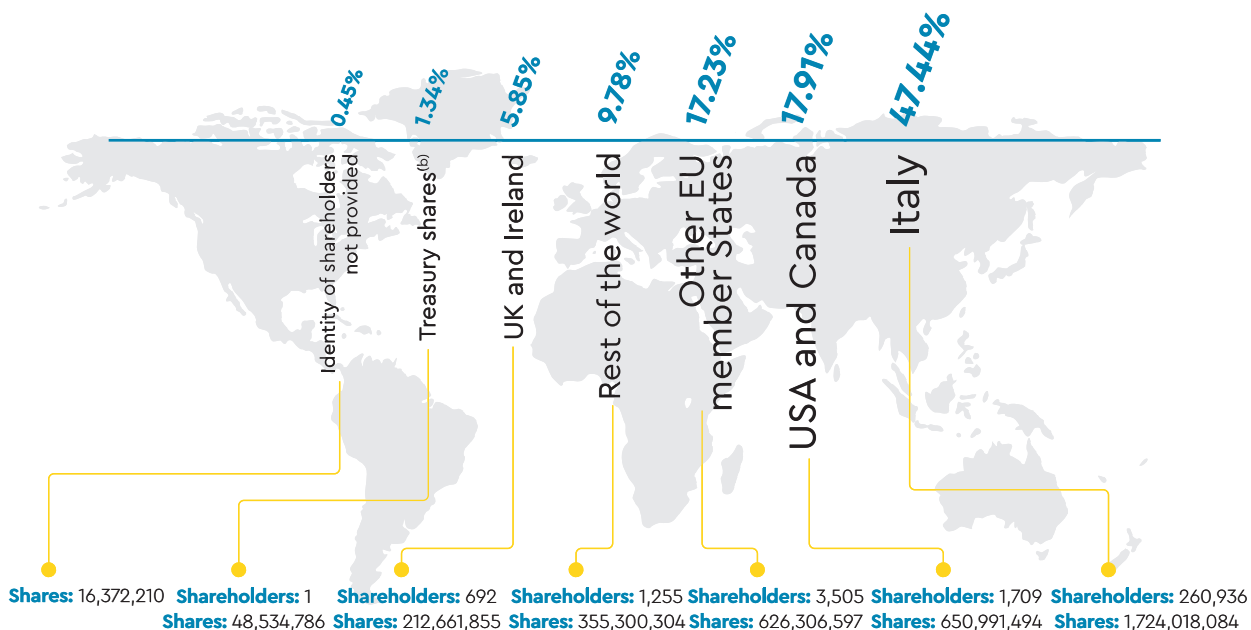 0.45%
1.34%
5.85%
9.78%
17.23%
17.91%
47.44%
Identity of shareholders
not provided
Treasury shares(b)
UK and Ireland
Rest of the world
Other EU
member States
USA and Canada
Italy
Shares: 16,372,210
Shareholders: 1
Shares: 48,534,786
Shareholders: 692
Shares: 212,661,855
Shareholders: 1,255
Shares: 355,300,304
Shareholders: 3,505
Shares: 626,306,597
Shareholders: 1,709
Shares: 650,991,494
Shareholders: 260,936
Shares: 1,724,018,084